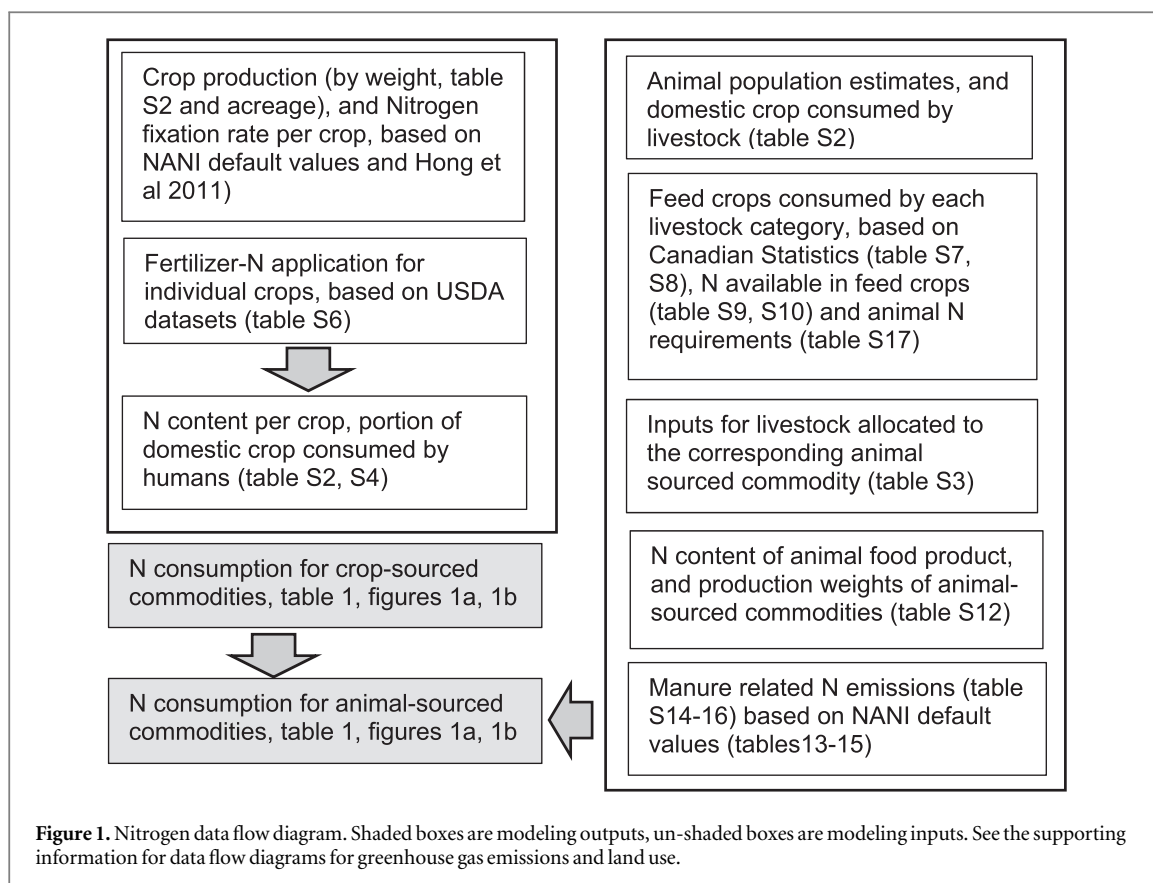 Crop production (by weight, table
S2 and acreage), and Nitrogen
fixation rate per crop, based on
NANI default values and Hong et
al 2011)
Fertilizer-N application for
individual crops, based on USDA
datasets (table S6)
N content per crop, portion of
domestic crop consumed by
humans (table S2, S4)
N consumption for crop-sourced
commodities, table 1, figures 1a, 1b
N consumption for animal-sourced
commodities, table 1, figures 1a, 1b
Animal population estimates, and
domestic crop consumed by
livestock (table S2)
Feed crops consumed by each
livestock category, based on
Canadian Statistics (table S7,
S8), N available in feed crops
(table S9, S10) and animal N
requirements (table S17)
Inputs for livestock allocated to
the corresponding animal
sourced commodity (table S3)
N content of animal food product,
and production weights of animal-
sourced commodities (table S12)
Manure related N emissions (table
S14-16) based on NANI default
values (tables13-15)
Figure 1. Nitrogen data flow diagram. Shaded boxes are modeling outputs, un-shaded boxes are modeling inputs. See the supporting
information for data flow diagrams for greenhouse gas emissions and land use.